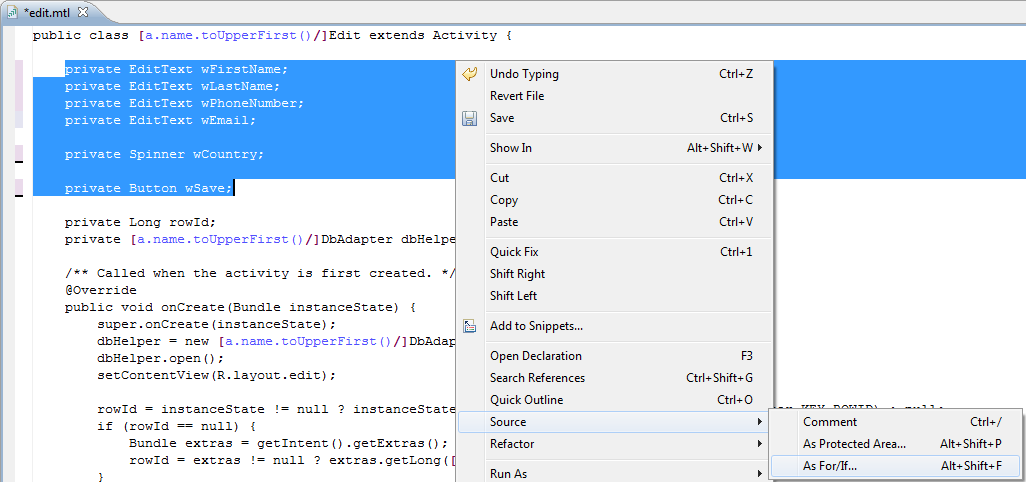 *edit.mtl
public class [a.name.toUpperFirst()/]Edit extends Activity {
private EditText wFirstName;
private EditText wLastName;
private EditText wPhoneNumber;
private EditText wEmail;
private Spinner wCountry;
private Button wSave;
private Long rowId;
private [a.name.toUpperFirst()/]DbAdapter dbHelpe
/** Called when the activity is first created. */
@Override
public void onCreate(Bundle instanceState) {
super.onCreate(instanceState);
dbHelper = new [a.name.toUpperFirst()/]DbAdap
dbHelper.open();
setContentView(R.layout.edit);
rowId = instanceState != null ? instanceSta
if (rowId == null) {
Bundle extras = getIntent().getExtras();
rowId = extras != null ? extras.getLong([
}
Undo Typing Ctrl+Z
Revert File
Save Ctrl+S
Show In Alt+Shift+W
Cut Ctrl+X
Copy Ctrl+C
Paste Ctrl+V
Quick Fix Ctrl+1
Shift Right
Shift Left
Add to Snippets...
Open Declaration F3
Search References Ctrl+Shift+G
Quick Outline Ctrl+O
Source
Refactor
Run As
Comment Ctrl+/
As Protected Area... Alt+Shift+P
As For/If... Alt+Shift+F